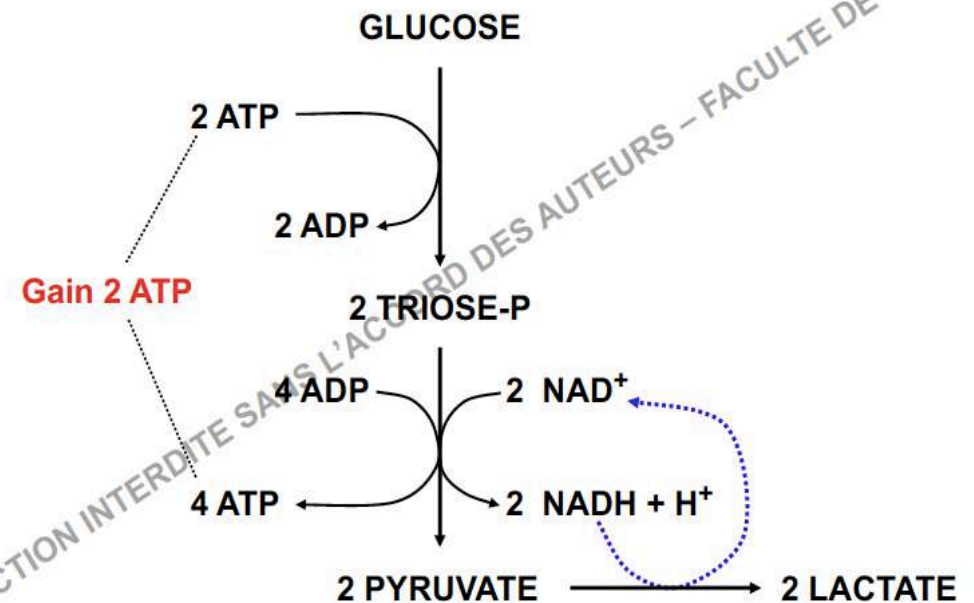 GLUCOSE
2 ATP
2 ADP
Gain 2 ATP
2 TRIOSE-P
4 ADP
2 NAD+
4 ATP
2 NADH + H+
2 PYRUVATE
2 LACTATE
CTION INTERDITE SANS L'ACCORD DES AUTEURS – FACULTE DE